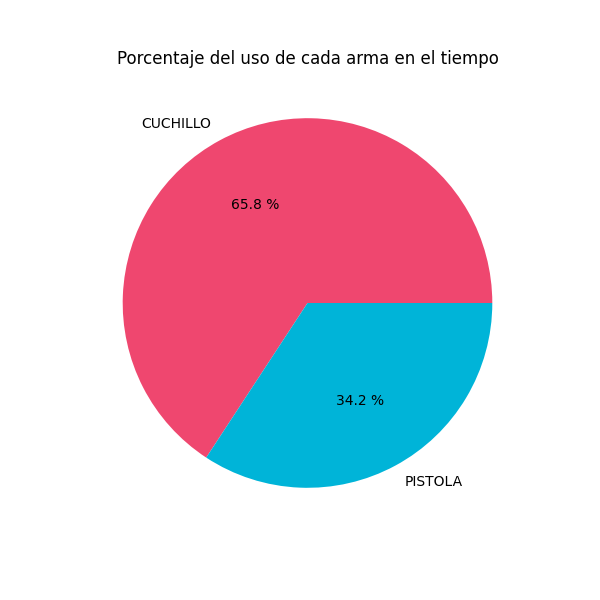 Porcentaje del uso de cada arma en el tiempo
CUCHILLO
65.8 %
34.2 %
PISTOLA